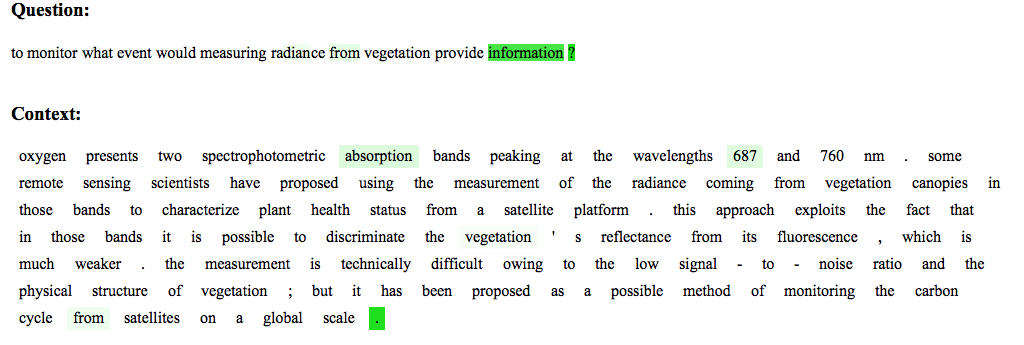 Question:
to monitor what event would measuring radiance from vegetation provide information ?
Context:
oxygen presents two spectrophotometric absorption bands peaking at the wavelengths 687 and 760 nm . some
remote sensing scientists have proposed using the measurement of the radiance coming from vegetation canopies in
those bands to characterize plant health status from a satellite platform . this approach exploits the fact that
in those bands it is possible to discriminate the vegetation ' s reflectance from its fluorescence , which is
much weaker . the measurement is technically difficult owing to the low signal - to - noise ratio and the
physical structure of vegetation ; but it has been proposed as a possible method of monitoring the carbon
cycle from satellites on a global scale .